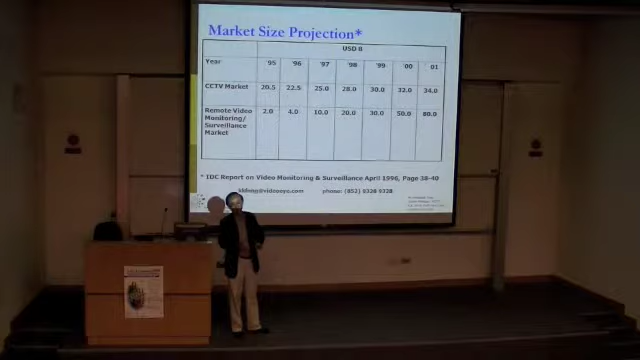 Market Size Projection*
USD B
Year '95 '96 '97 '98 '99 '00 01
CCTV Market 20.5 22.5 25.0 28.0 30.0 32.0 34.0
Remote Video Monitoring/ Surveillance Market 2.0 4.0 10.0 20.0 30.0 50.0 80.0
* IDC Report on Video Monitoring & Surveillance April 1996, Page 38-40
phone: (852) 9328 9328